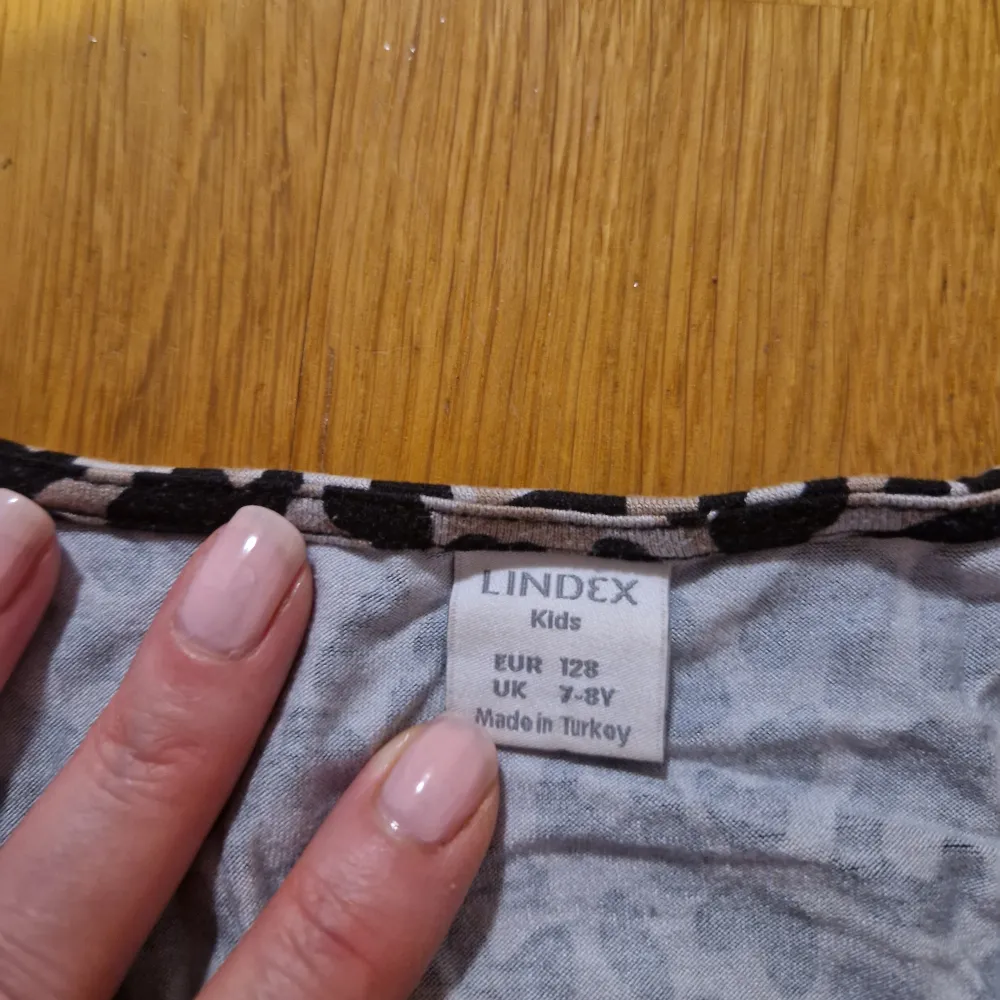 LINDEX
Kids
EUR 128
UK 7-8Y
Made in Turkey